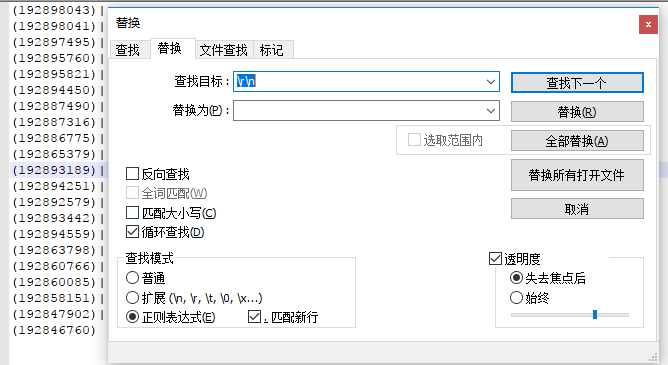 (192898043)|
(192898041)|
(192897495)|
(192895760)|
(192895821)|
(192894450)|
(192887490)|
(192887316)|
(192886775)|
(192865379)|
(192893189)|
(192894251)|
(192892579)|
(192893442)|
(192894559)|
(192863798)|
(192860766)|
(192860085)|
(192858151)|
(192847902)|
(192846760)
替换
查找 替换 文件查找 标记
查找目标: \r\n 查找下一个
替换为(P): 替换(R)
选取范围内 全部替换(A)
替换所有打开文件
取消
反向查找
全词匹配(W)
匹配大小写(C)
循环查找(D)
查找模式
普通
扩展 (\n, \r, \t, \0, \x...)
正则表达式(E) . 匹配新行
透明度
失去焦点后
始终